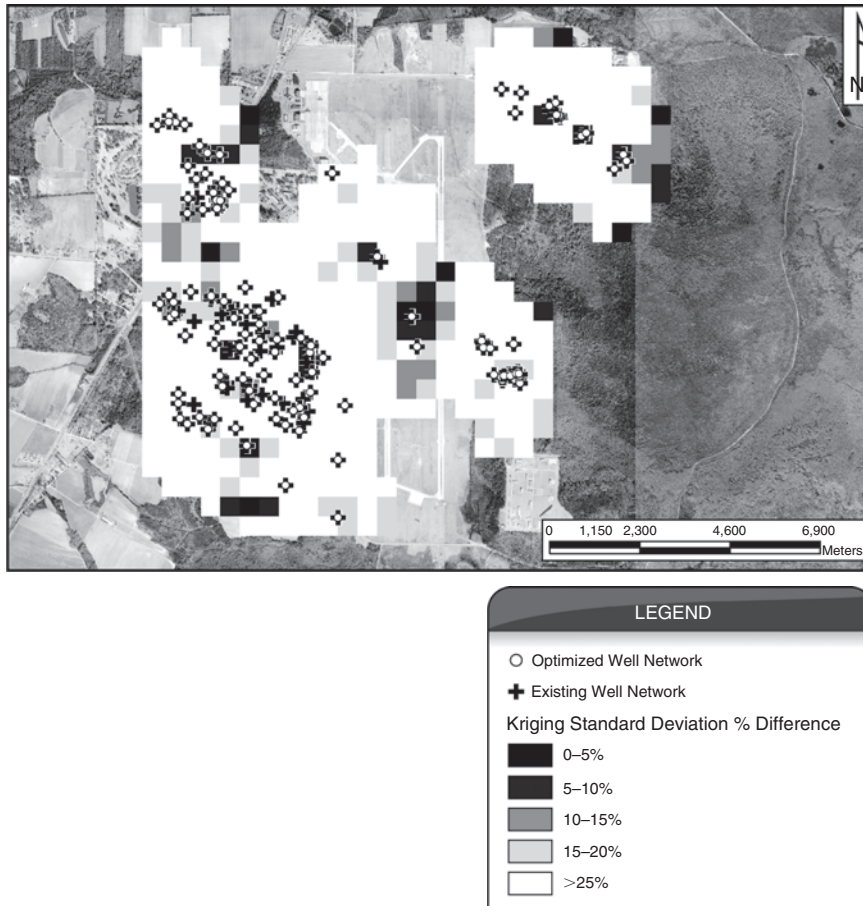 N
0 1,150 2,300 4,600 6,900
Meters
LEGEND
Optimized Well Network
Existing Well Network
Kriging Standard Deviation % Difference
0–5%
5–10%
10–15%
15–20%
>25%